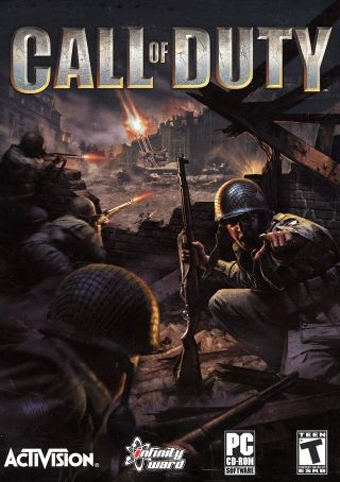 CALL OF DUTY
ACTIVISION.
infinity
ward
PC
CD-ROM
SOFTWARE
TEEN
T
ESRB